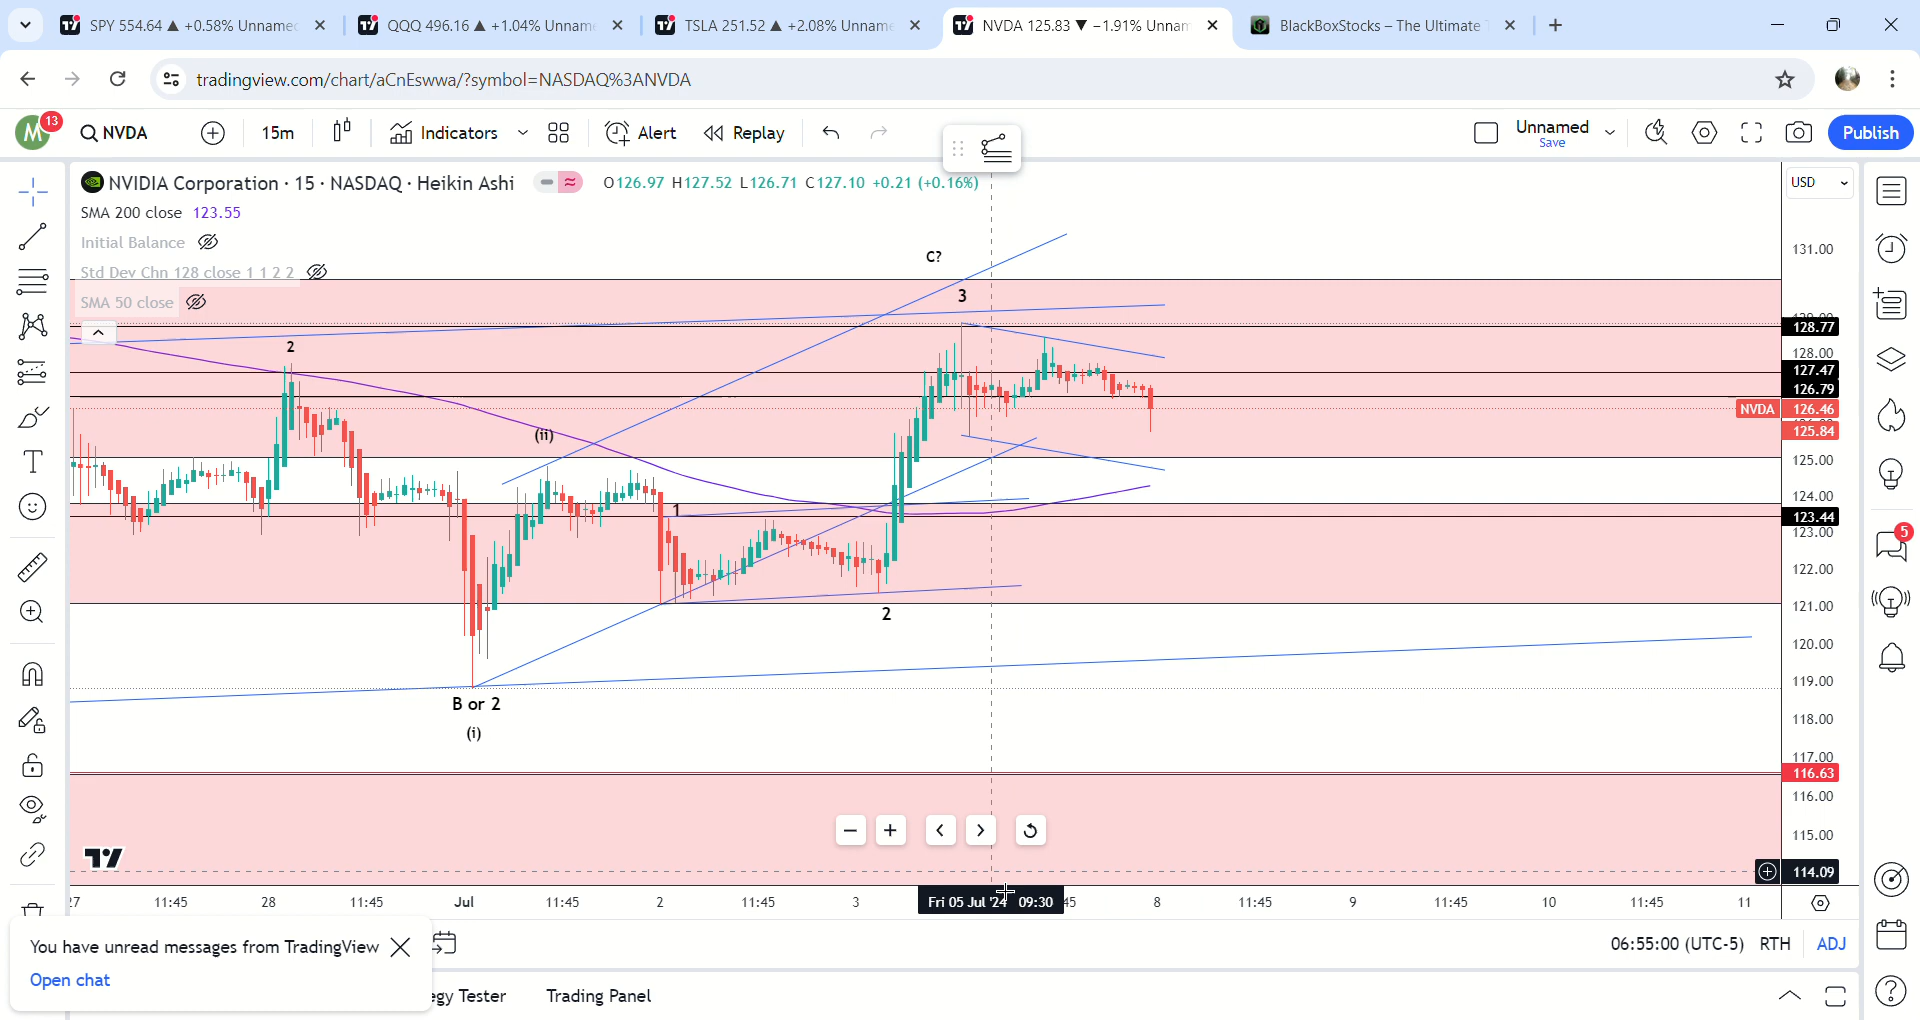 SPY 554.64 ▲ +0.58% Unnamed
QQQ 496.16 ▲ +1.04% Unname
TSLA 251.52 ▲ +2.08% Unname
NVDA 125.83 ▼ −1.91% Unnam
BlackBoxStocks – The Ultimate
tradingview.com/chart/aCnEswwa/?symbol=NASDAQ%3ANVDA
M 13
NVDA
15m
Indicators
Alert
Replay
Unnamed
Save
Publish
NVIDIA Corporation · 15 · NASDAQ · Heikin Ashi
O126.97 H127.52 L126.71 C127.10 +0.21 (+0.16%)
USD
SMA 200 close 123.55
Initial Balance
Std Dev Chn 128 close 1 1 2 2
SMA 50 close
C?
3
2
(ii)
1
2
B or 2
(i)
131.00
128.77
128.00
127.47
126.79
NVDA 126.46
125.84
125.00
124.00
123.44
123.00
122.00
121.00
120.00
119.00
118.00
117.00
116.63
116.00
115.00
114.09
5
27 11:45 28 11:45 Jul 11:45 2 11:45 3 Fri 05 Jul '24 09:30 45 8 11:45 9 11:45 10 11:45 11
06:55:00 (UTC-5) RTH ADJ
You have unread messages from TradingView
Open chat
egy Tester
Trading Panel